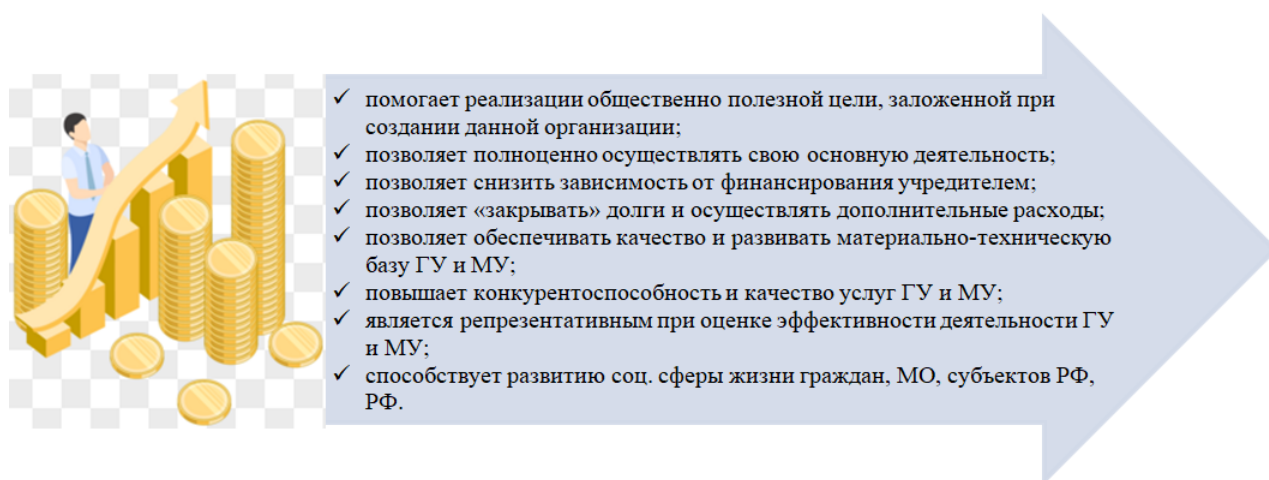 ✓ помогает реализации общественно полезной цели, заложенной при
создании данной организации;
✓ позволяет полноценно осуществлять свою основную деятельность;
✓ позволяет снизить зависимость от финансирования учредителем;
✓ позволяет «закрывать» долги и осуществлять дополнительные расходы;
✓ позволяет обеспечивать качество и развивать материально-техническую
базу ГУ и МУ;
✓ повышает конкурентоспособность и качество услуг ГУ и МУ;
✓ является репрезентативным при оценке эффективности деятельности ГУ
и МУ;
✓ способствует развитию соц. сферы жизни граждан, МО, субъектов РФ,
РФ.